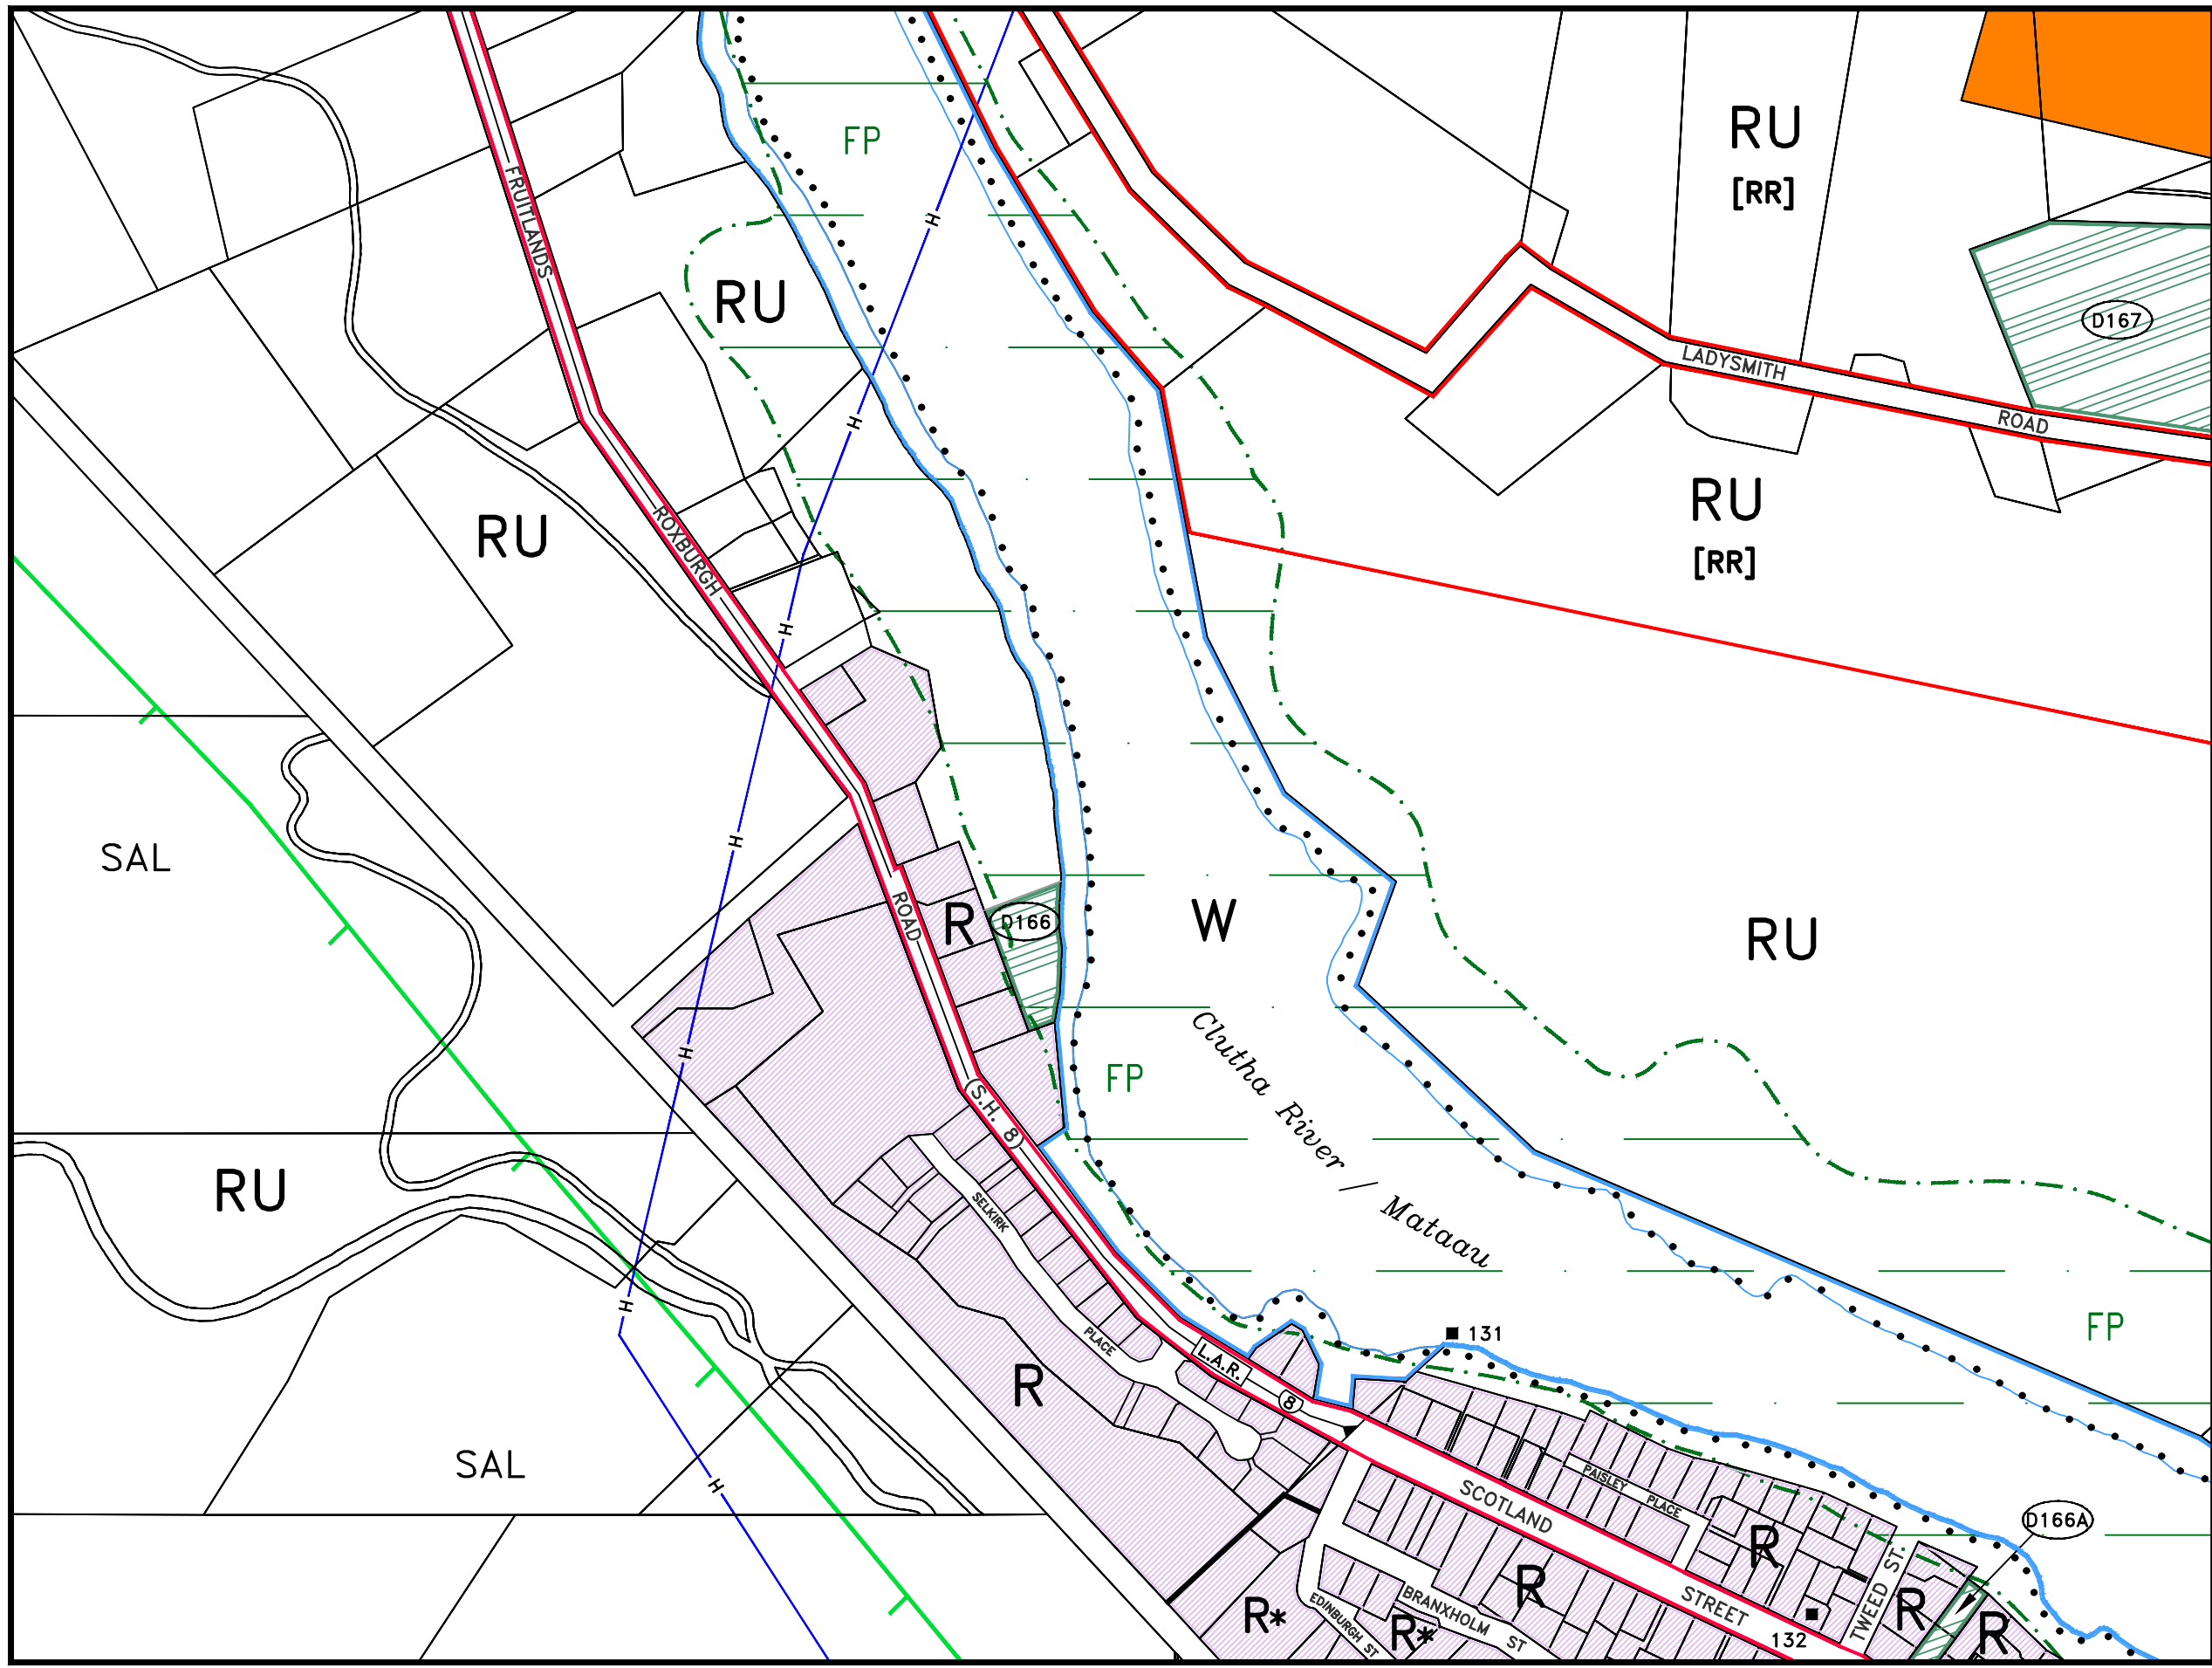 FP
RU
[RR]
FRUITLANDS
H
RU
D167
LADYSMITH
ROAD
H
RU
[RR]
RU
ROXBURGH
H
H
SAL
ROAD
R
D166
W
RU
Clutha River / Mataau
H
FP
(S.H. 8)
RU
SELKIRK
PLACE
H
FP
131
L.A.R.
8
R
SAL
H
PAISLEY PLACE
SCOTLAND
STREET
D166A
R
R
R
R
TWEED ST
132
R*
R*
EDINBURGH ST
BRANXHOLM ST